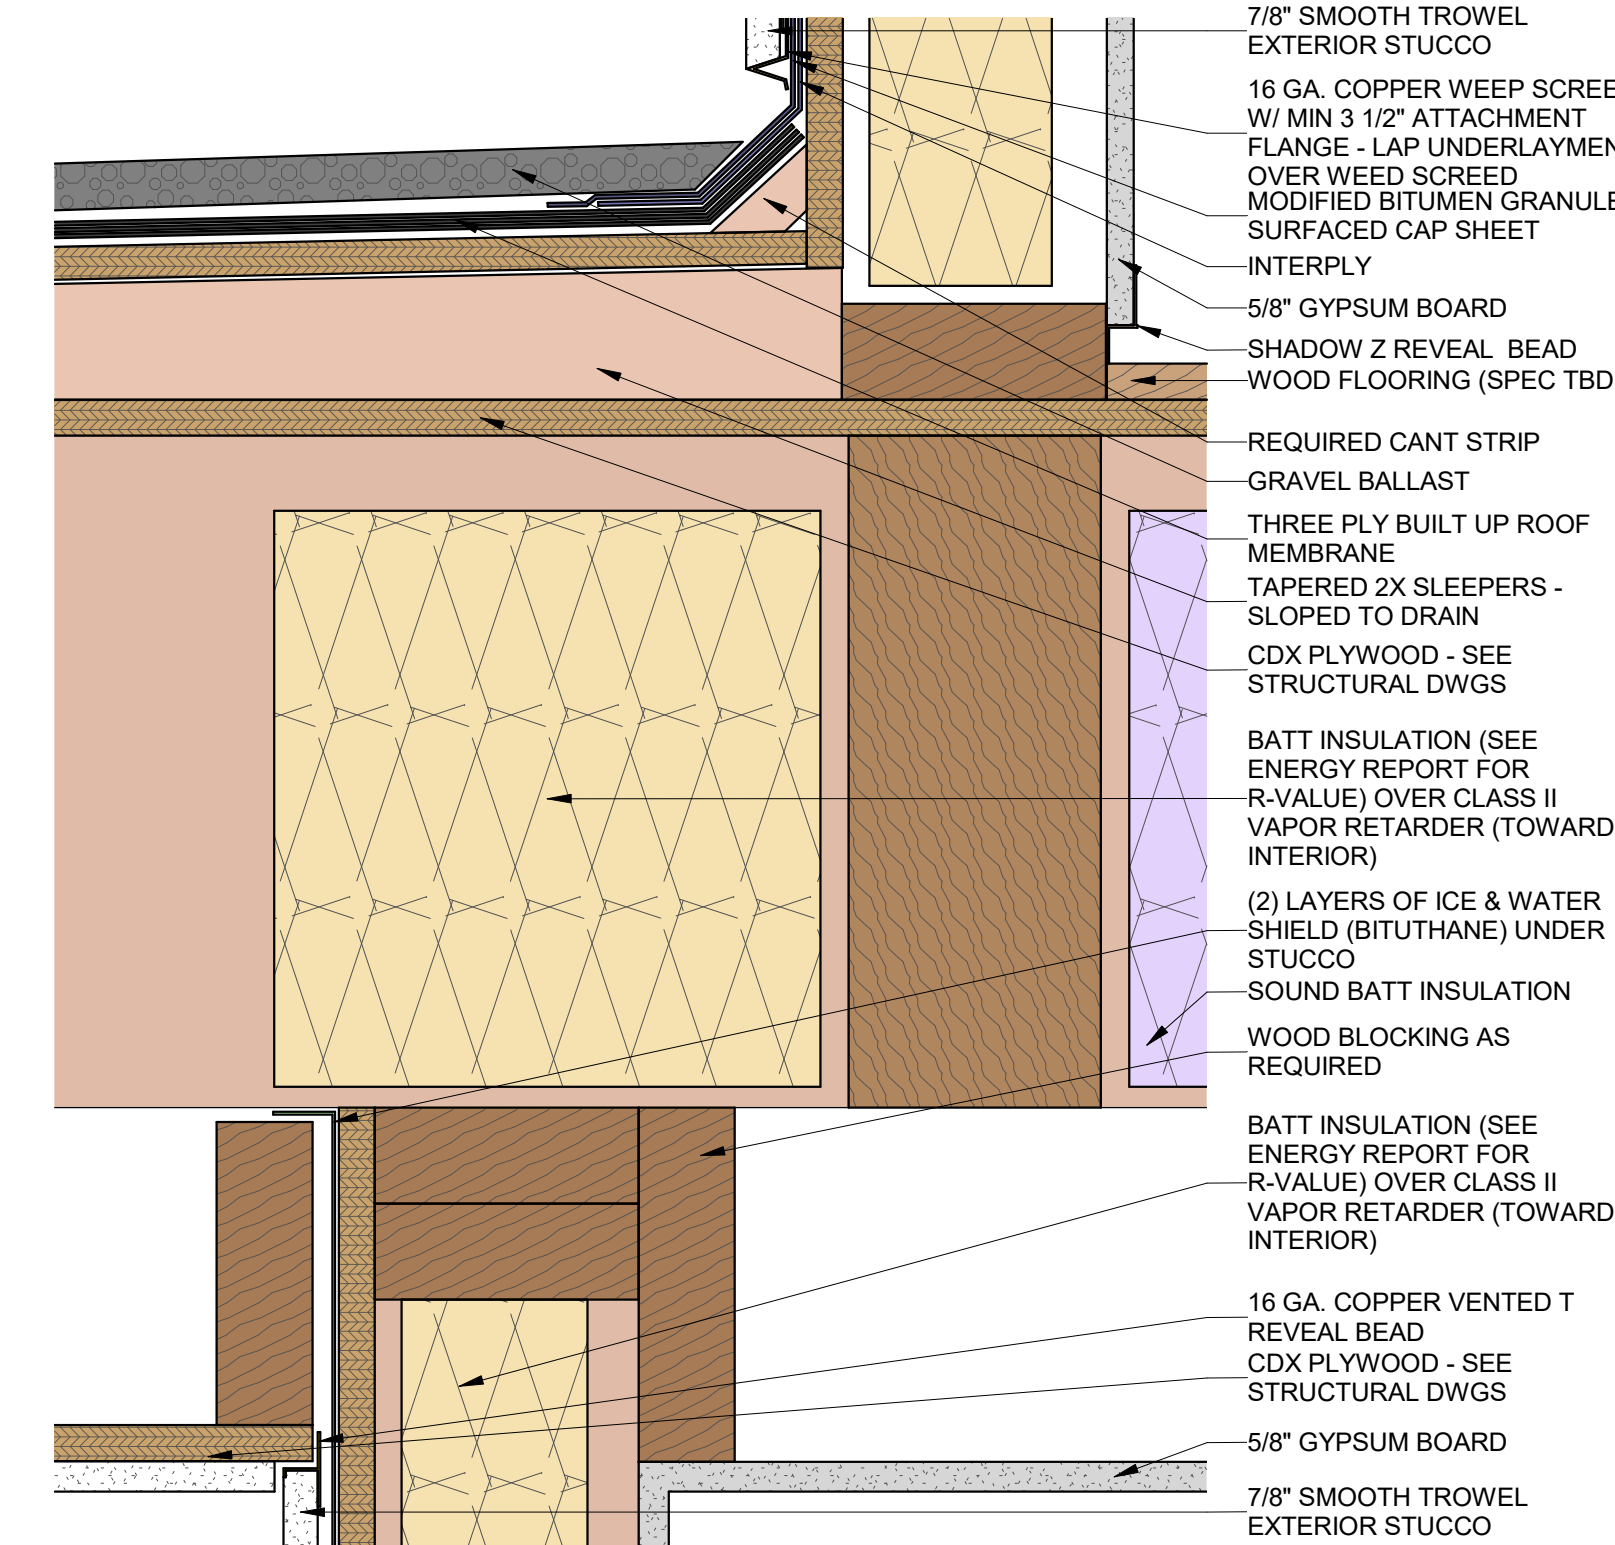 7/8" SMOOTH TROWEL
EXTERIOR STUCCO
16 GA. COPPER WEEP SCREE
W/ MIN 3 1/2" ATTACHMENT
FLANGE - LAP UNDERLAYMEN
OVER WEED SCREED
MODIFIED BITUMEN GRANULE
SURFACED CAP SHEET
INTERPLY
5/8" GYPSUM BOARD
SHADOW Z REVEAL BEAD
WOOD FLOORING (SPEC TBD
REQUIRED CANT STRIP
GRAVEL BALLAST
THREE PLY BUILT UP ROOF
MEMBRANE
TAPERED 2X SLEEPERS -
SLOPED TO DRAIN
CDX PLYWOOD - SEE
STRUCTURAL DWGS
BATT INSULATION (SEE
ENERGY REPORT FOR
R-VALUE) OVER CLASS II
VAPOR RETARDER (TOWARD
INTERIOR)
(2) LAYERS OF ICE & WATER
SHIELD (BITUTHANE) UNDER
STUCCO
SOUND BATT INSULATION
WOOD BLOCKING AS
REQUIRED
BATT INSULATION (SEE
ENERGY REPORT FOR
R-VALUE) OVER CLASS II
VAPOR RETARDER (TOWARD
INTERIOR)
16 GA. COPPER VENTED T
REVEAL BEAD
CDX PLYWOOD - SEE
STRUCTURAL DWGS
5/8" GYPSUM BOARD
7/8" SMOOTH TROWEL
EXTERIOR STUCCO